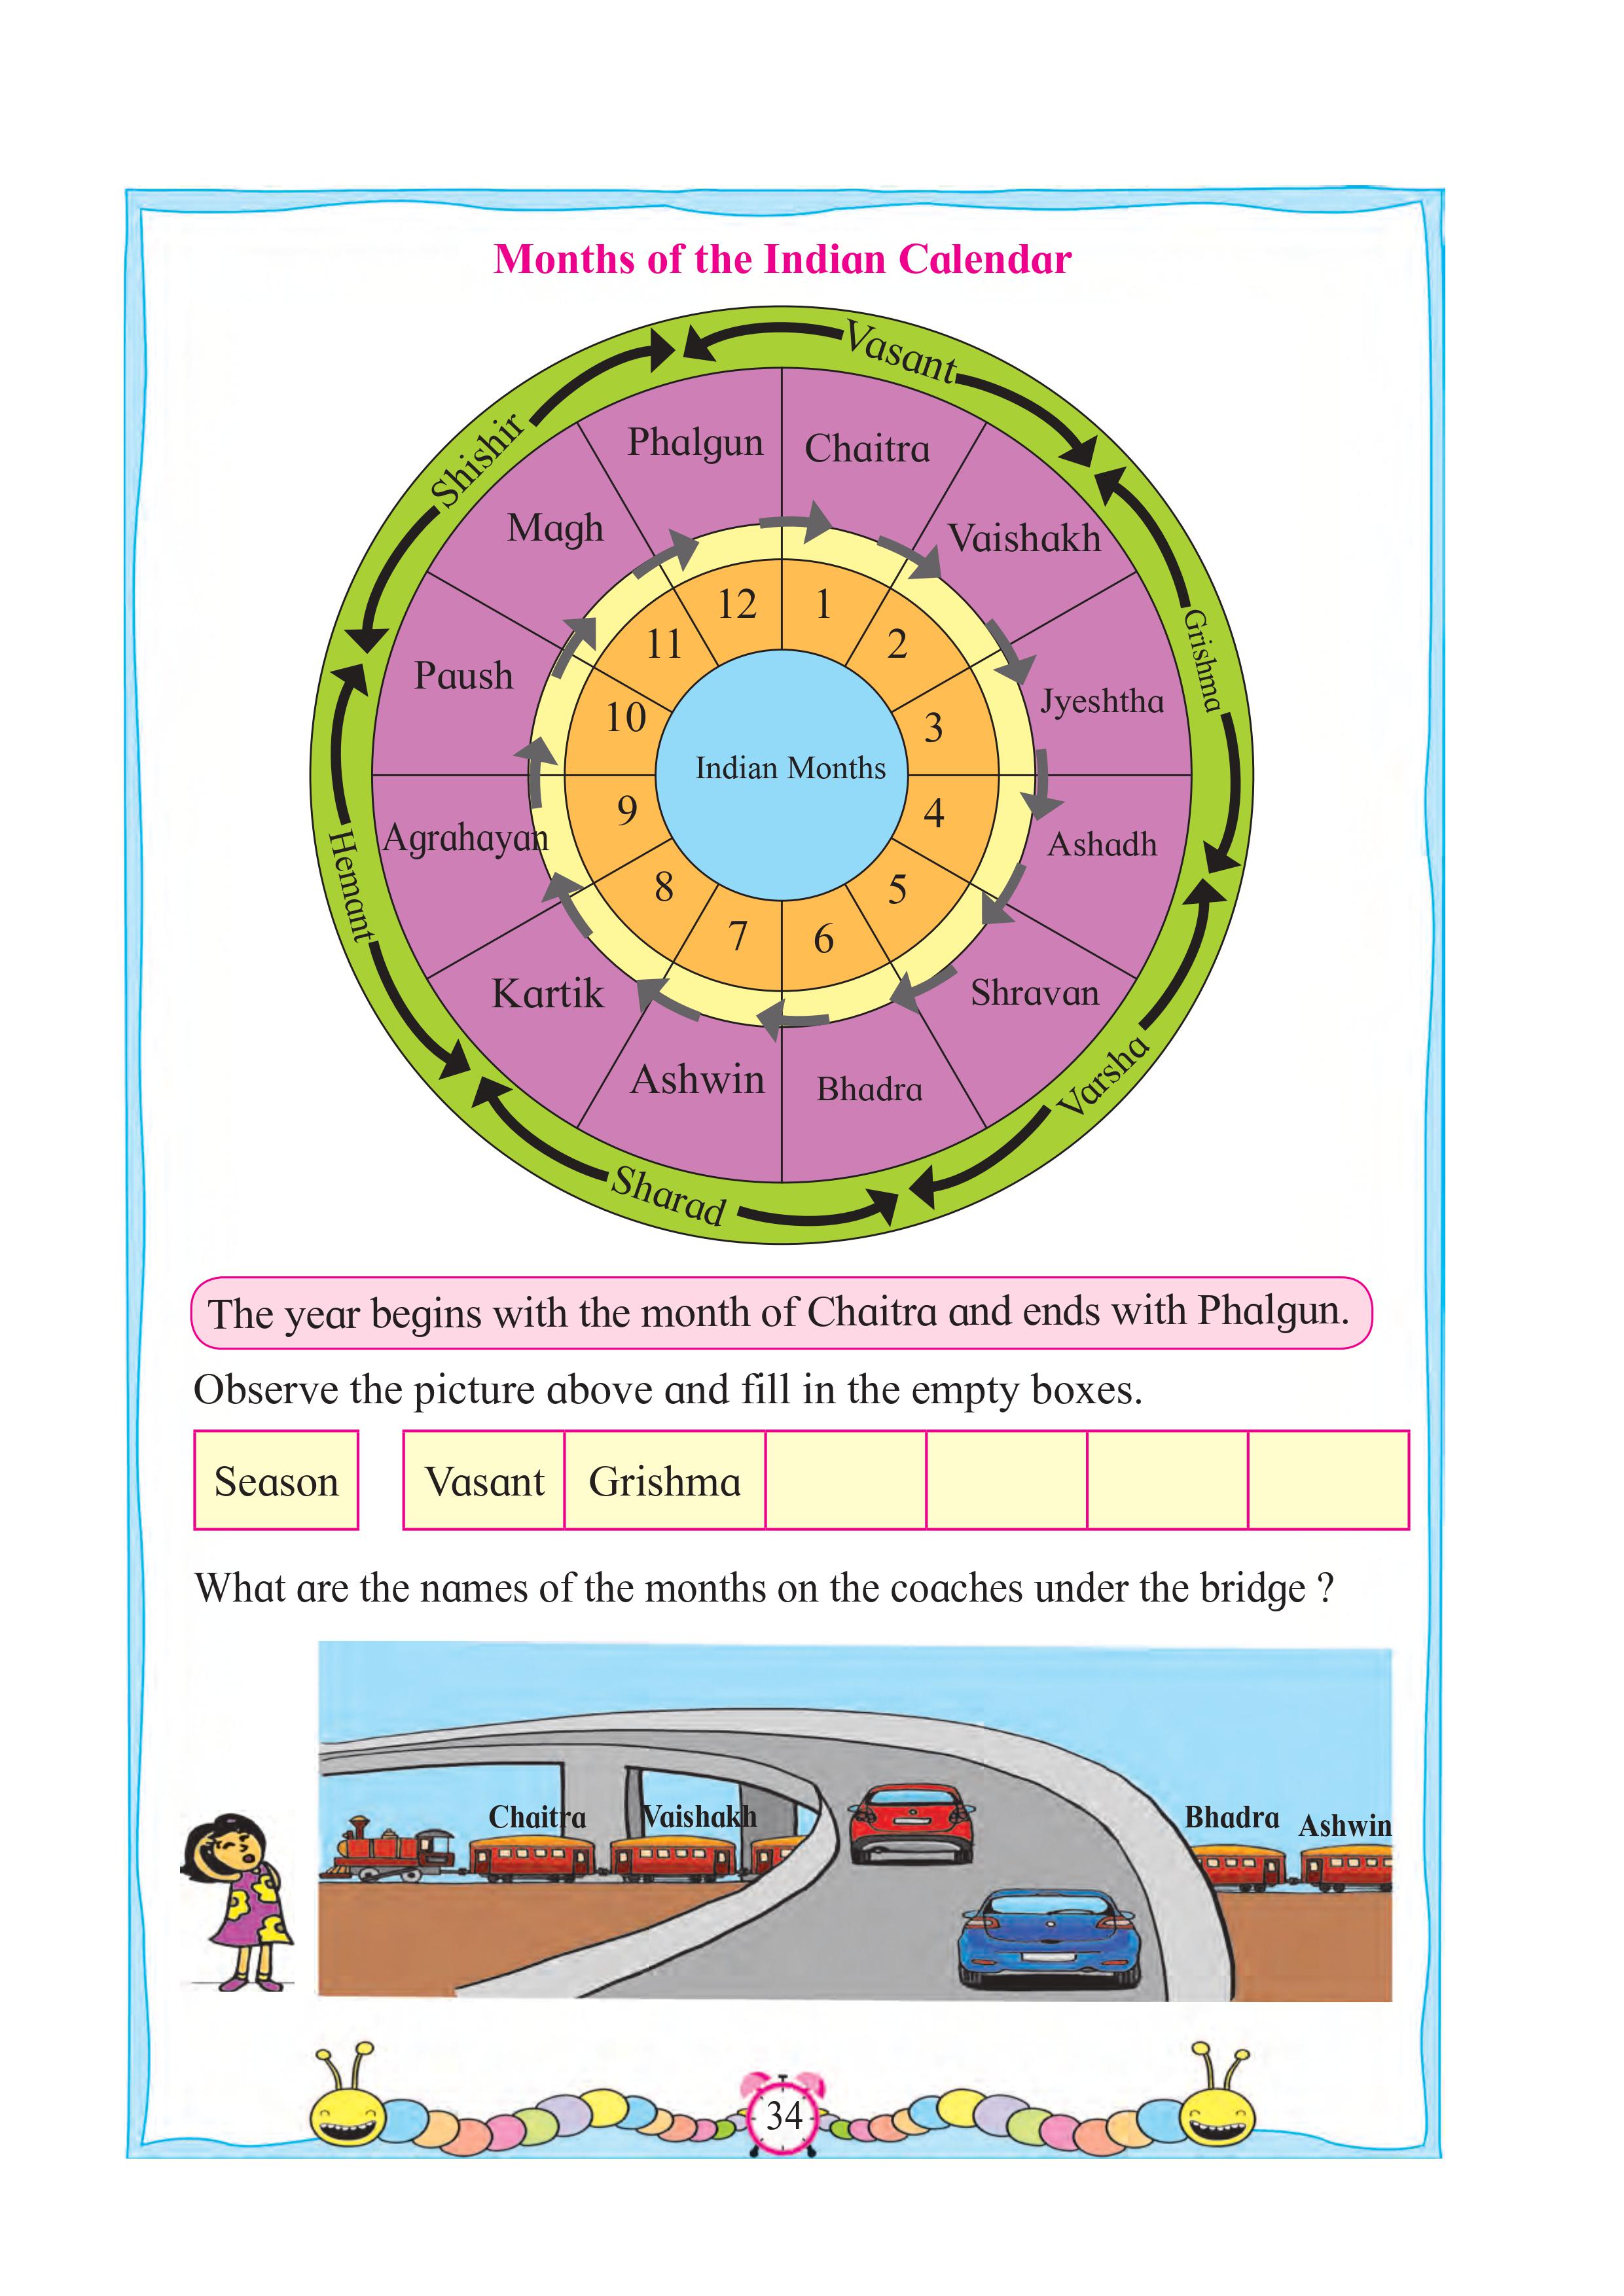 Months of the Indian Calendar
Vasant
Grishma
Varsha
Sharad
Hemant
Shishir
Chaitra
Vaishakh
Jyeshtha
Ashadh
Shravan
Bhadra
Ashwin
Kartik
Agrahayan
Paush
Magh
Phalgun
1
2
3
4
5
6
7
8
9
10
11
12
Indian Months
The year begins with the month of Chaitra and ends with Phalgun.
Observe the picture above and fill in the empty boxes.
Season Vasant Grishma
What are the names of the months on the coaches under the bridge ?
Chaitra Vaishakh Bhadra Ashwin
34